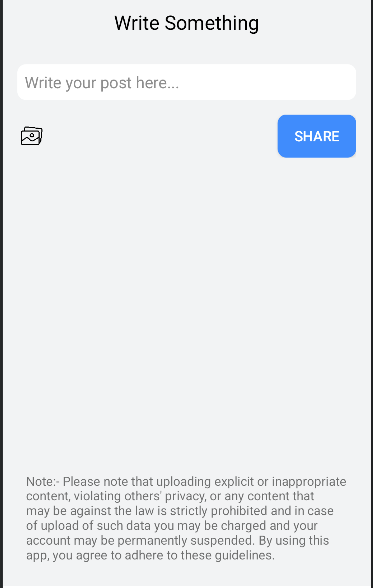 Write Something
Write your post here...
SHARE
Note:- Please note that uploading explicit or inappropriate
content, violating others' privacy, or any content that
may be against the law is strictly prohibited and in case
of upload of such data you may be charged and your
account may be permanently suspended. By using this
app, you agree to adhere to these guidelines.